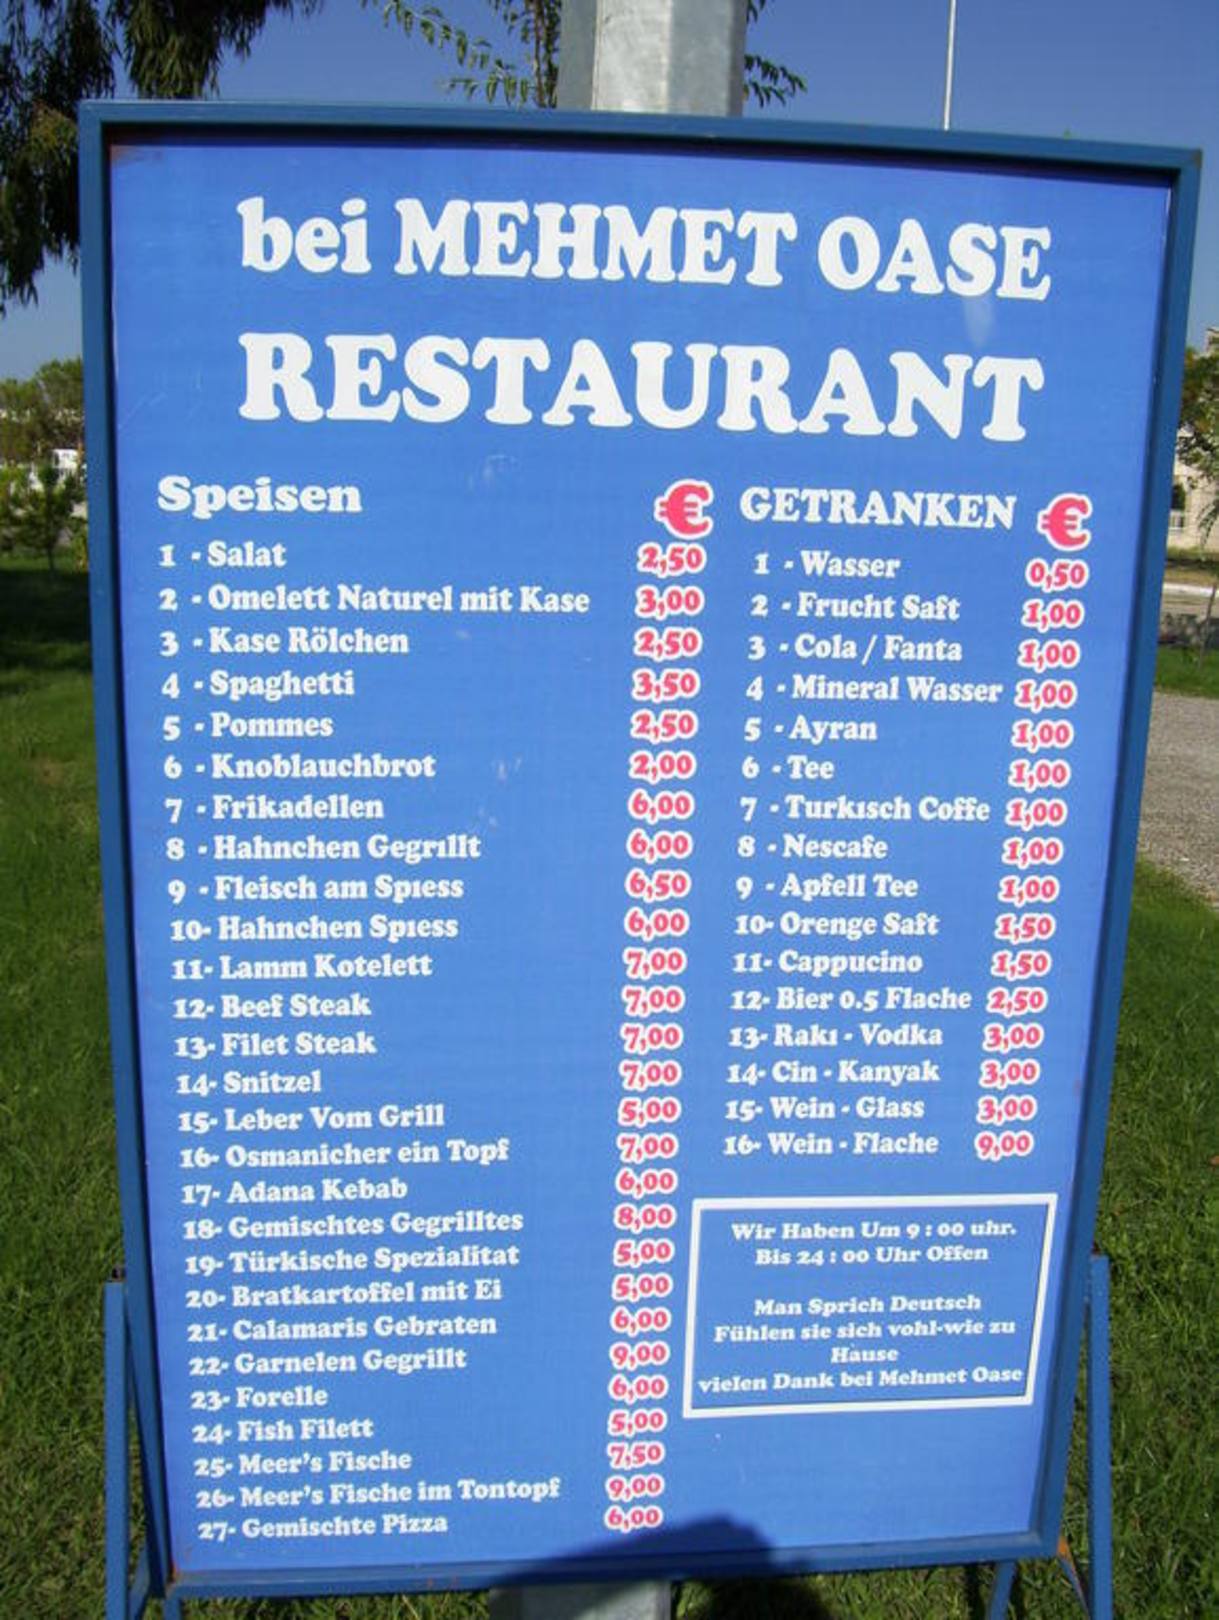 bei MEHMET OASE
RESTAURANT
Speisen €
1 - Salat 2,50
2 - Omelett Naturel mit Kase 3,00
3 - Kase Rölchen 2,50
4 - Spaghetti 3,50
5 - Pommes 2,50
6 - Knoblauchbrot 2,00
7 - Frikadellen 6,00
8 - Hahnchen Gegrıllt 6,00
9 - Fleisch am Spıess 6,50
10- Hahnchen Spıess 6,00
11- Lamm Kotelett 7,00
12- Beef Steak 7,00
13- Filet Steak 7,00
14- Snitzel 7,00
15- Leber Vom Grill 5,00
16- Osmanicher ein Topf 7,00
17- Adana Kebab 6,00
18- Gemischtes Gegrilltes 8,00
19- Türkische Spezialitat 5,00
20- Bratkartoffel mit Ei 5,00
21- Calamaris Gebraten 6,00
22- Garnelen Gegrillt 9,00
23- Forelle 6,00
24- Fish Filett 5,00
25- Meer's Fische 7,50
26- Meer's Fische im Tontopf 9,00
27- Gemischte Pizza 6,00
GETRANKEN €
1 - Wasser 0,50
2 - Frucht Saft 1,00
3 - Cola / Fanta 1,00
4 - Mineral Wasser 1,00
5 - Ayran 1,00
6 - Tee 1,00
7 - Turkısch Coffe 1,00
8 - Nescafe 1,00
9 - Apfell Tee 1,00
10- Orenge Saft 1,50
11- Cappucino 1,50
12- Bier 0.5 Flache 2,50
13- Rakı - Vodka 3,00
14- Cin - Kanyak 3,00
15- Wein - Glass 3,00
16- Wein - Flache 9,00
Wir Haben Um 9 : 00 uhr.
Bis 24 : 00 Uhr Offen
Man Sprich Deutsch
Fühlen sie sich vohl-wie zu
Hause
vielen Dank bei Mehmet Oase